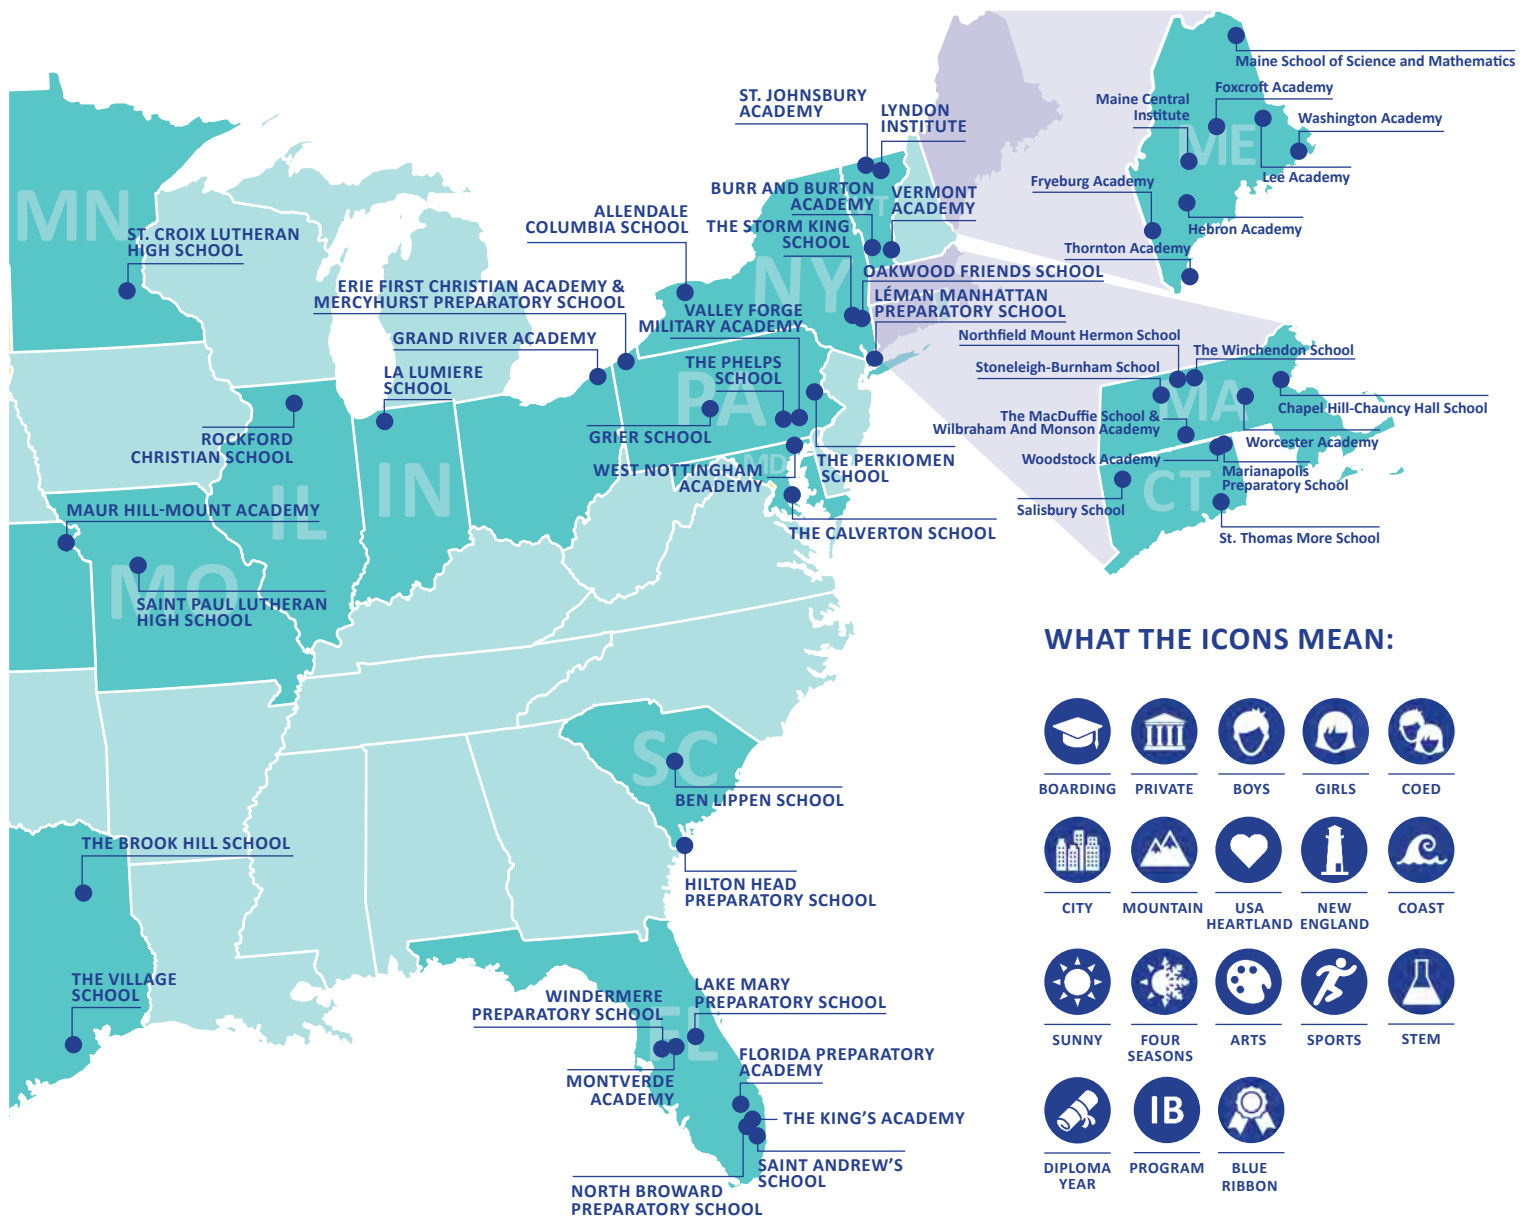 MN
ST. CROIX LUTHERAN
HIGH SCHOOL
ST. JOHNSBURY
ACADEMY
LYNDON
INSTITUTE
BURR AND BURTON
ACADEMY
VERMONT
ACADEMY
T
ALLENDALE
COLUMBIA SCHOOL
THE STORM KING
SCHOOL
NY
OAKWOOD FRIENDS SCHOOL
ERIE FIRST CHRISTIAN ACADEMY &
MERCYHURST PREPARATORY SCHOOL
LÉMAN MANHATTAN
PREPARATORY SCHOOL
VALLEY FORGE
MILITARY ACADEMY
GRAND RIVER ACADEMY
THE PHELPS
SCHOOL
LA LUMIERE
SCHOOL
PA
GRIER SCHOOL
ROCKFORD
CHRISTIAN SCHOOL
THE PERKIOMEN
SCHOOL
MD
WEST NOTTINGHAM
ACADEMY
IL
IN
MAUR HILL-MOUNT ACADEMY
THE CALVERTON SCHOOL
MO
SAINT PAUL LUTHERAN
HIGH SCHOOL
SC
BEN LIPPEN SCHOOL
THE BROOK HILL SCHOOL
HILTON HEAD
PREPARATORY SCHOOL
THE VILLAGE
SCHOOL
LAKE MARY
PREPARATORY SCHOOL
WINDERMERE
PREPARATORY SCHOOL
FL
MONTVERDE
ACADEMY
FLORIDA PREPARATORY
ACADEMY
THE KING'S ACADEMY
SAINT ANDREW'S
SCHOOL
NORTH BROWARD
PREPARATORY SCHOOL
Maine School of Science and Mathematics
Foxcroft Academy
Maine Central
Institute
Washington Academy
ME
Lee Academy
Fryeburg Academy
Hebron Academy
Thornton Academy
Northfield Mount Hermon School
The Winchendon School
Stoneleigh-Burnham School
MA
Chapel Hill-Chauncy Hall School
The MacDuffie School &
Wilbraham And Monson Academy
Worcester Academy
Woodstock Academy
Marianapolis
Preparatory School
CT
Salisbury School
St. Thomas More School
WHAT THE ICONS MEAN:
BOARDING
PRIVATE
BOYS
GIRLS
COED
CITY
MOUNTAIN
USA
HEARTLAND
NEW
ENGLAND
COAST
SUNNY
FOUR
SEASONS
ARTS
SPORTS
STEM
DIPLOMA
YEAR
IB
PROGRAM
BLUE
RIBBON